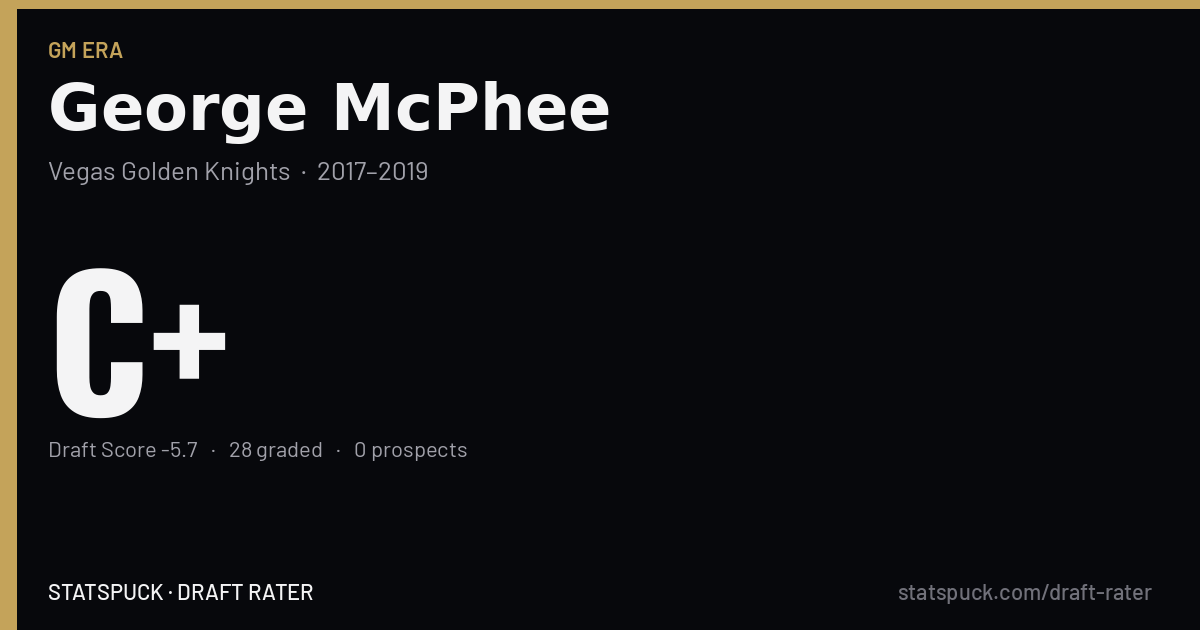 GM ERA
George McPhee
Vegas Golden Knights · 2017–2019
C+
Draft Score -5.7 · 28 graded · 0 prospects
STATSPUCK · DRAFT RATER
statspuck.com/draft-rater